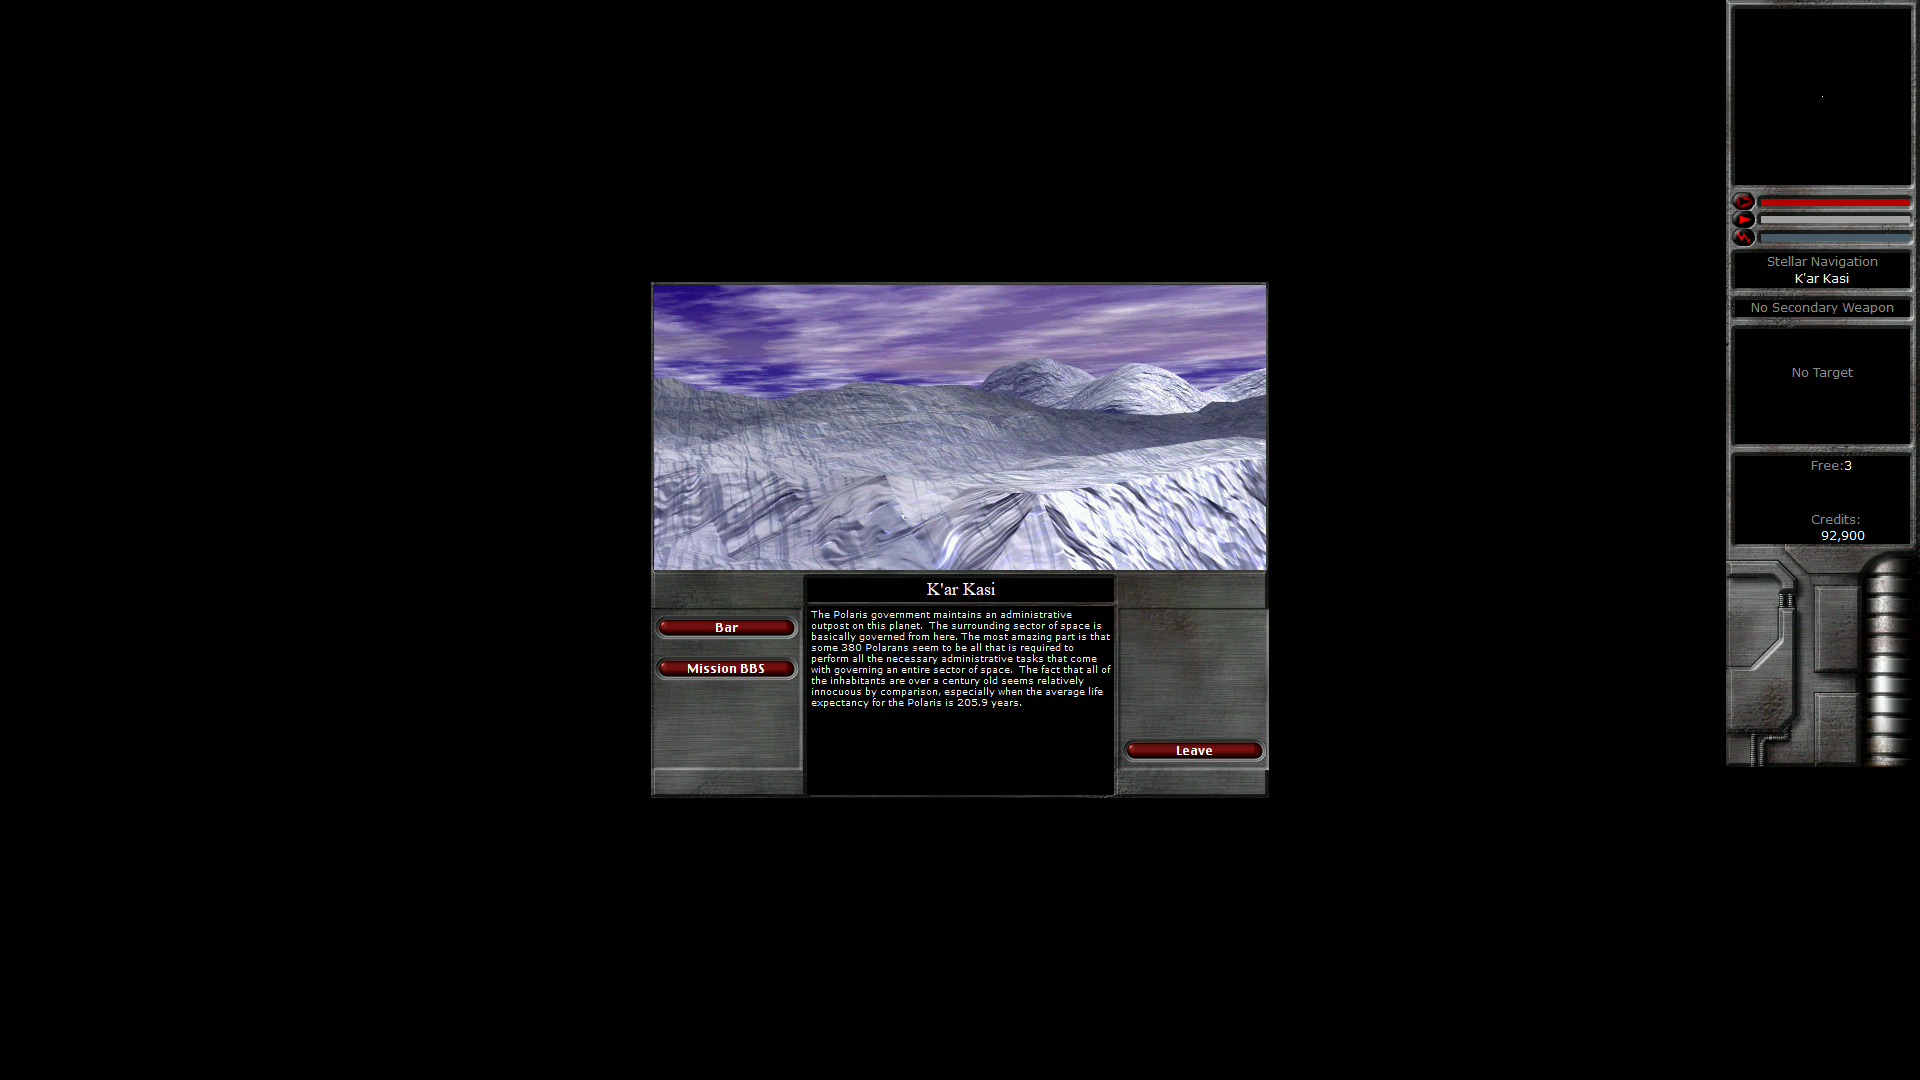 K'ar Kasi
The Polaris government maintains an administrative
outpost on this planet.  The surrounding sector of space is
basically governed from here. The most amazing part is that
some 380 Polarans seem to be all that is required to
perform all the necessary administrative tasks that come
with governing an entire sector of space.  The fact that all of
the inhabitants are over a century old seems relatively
innocuous by comparison, especially when the average life
expectancy for the Polaris is 205.9 years.
Bar
Mission BBS
Leave
Stellar Navigation
K'ar Kasi
No Secondary Weapon
No Target
Free:3
Credits:
92,900